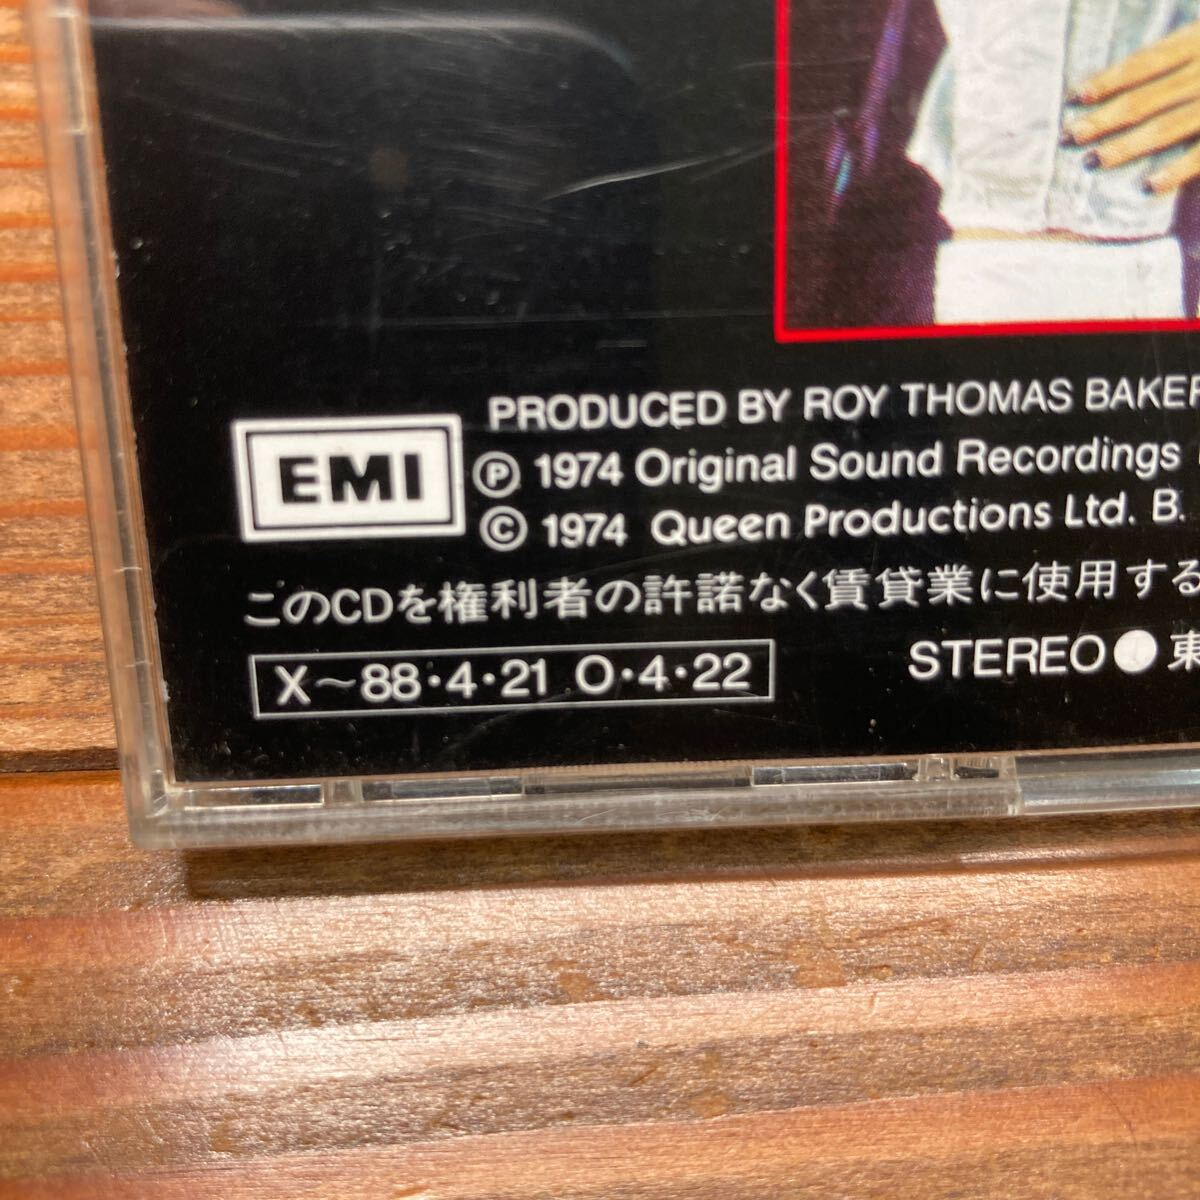 EMI
PRODUCED BY ROY THOMAS BAKER
Ⓟ 1974 Original Sound Recordings
© 1974 Queen Productions Ltd. B.
このCDを権利者の許諾なく賃貸業に使用する
X〜88・4・21 O・4・22
STEREO● 東